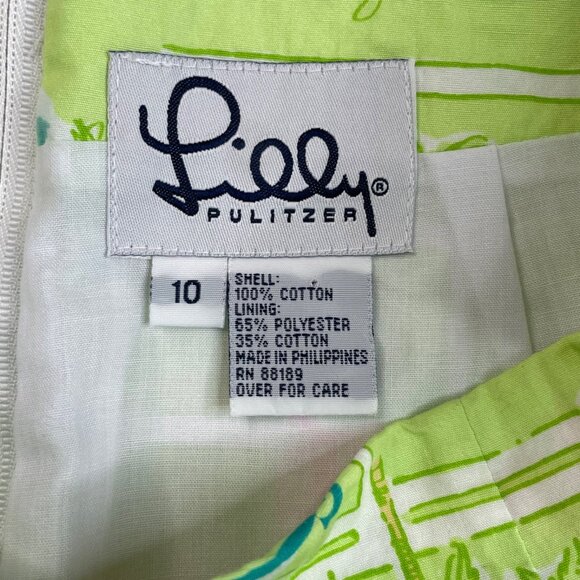 Lilly®
PULITZER
10
SHELL:
100% COTTON
LINING:
65% POLYESTER
35% COTTON
MADE IN PHILIPPINES
RN 88189
OVER FOR CARE